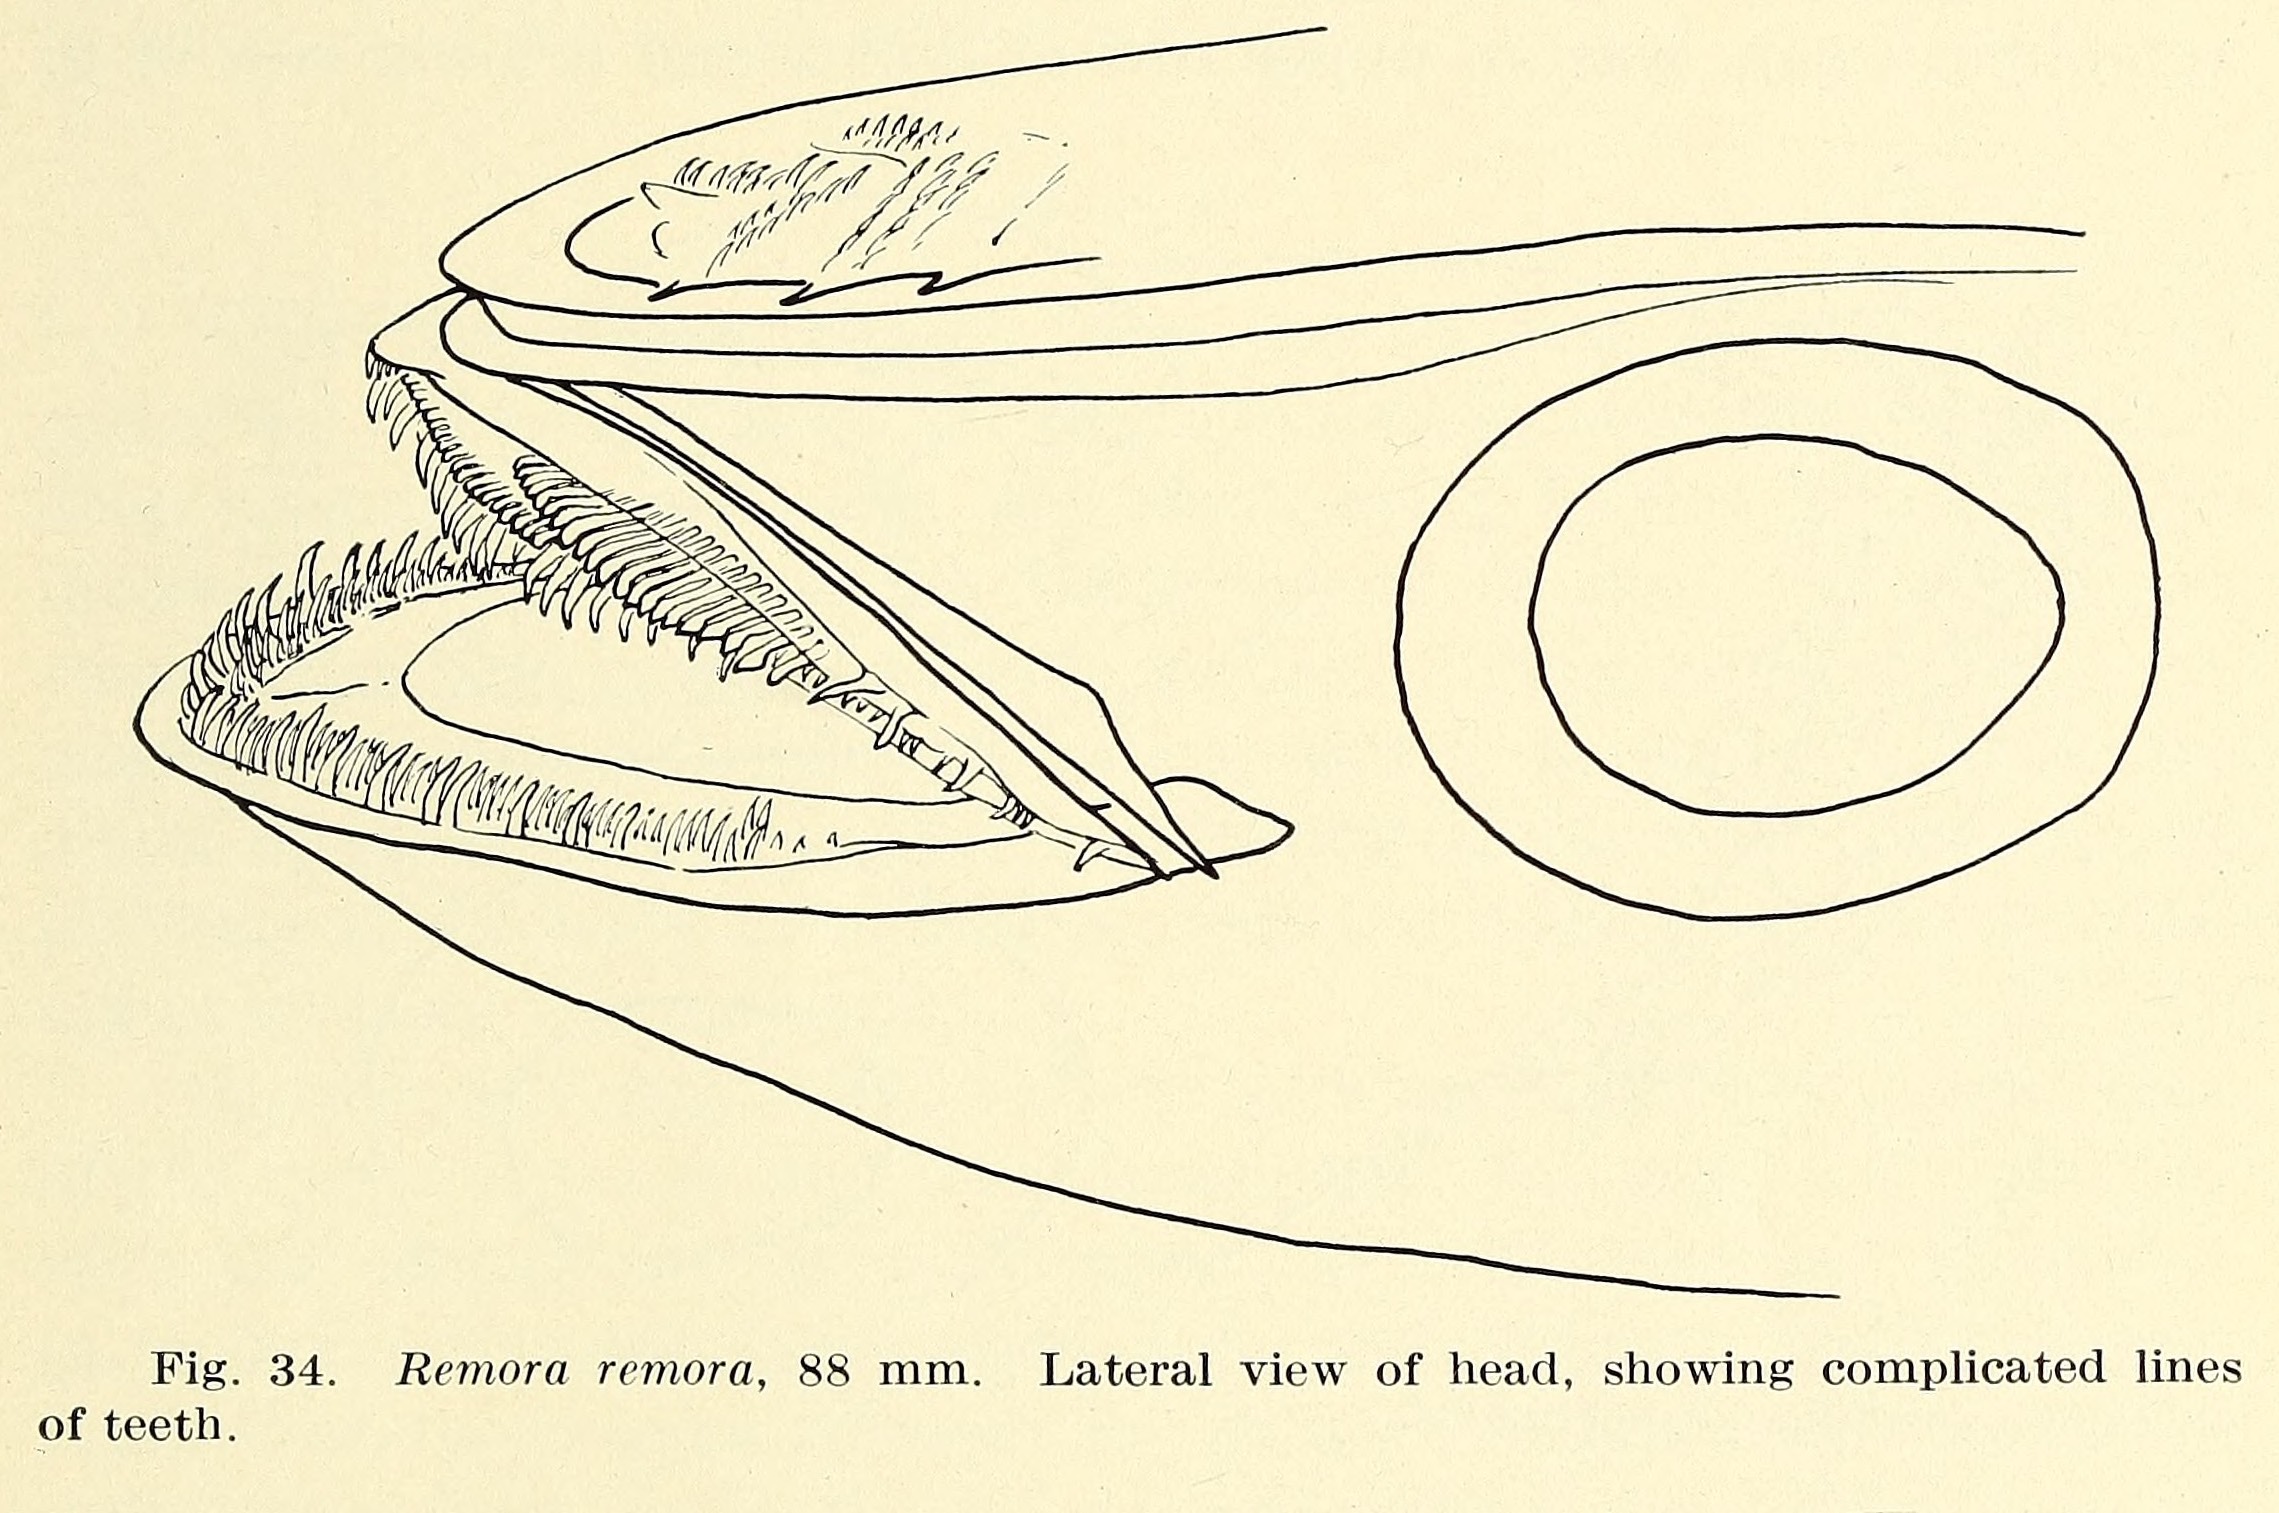 Fig. 34. Remora remora, 88 mm. Lateral view of head, showing complicated lines
of teeth.